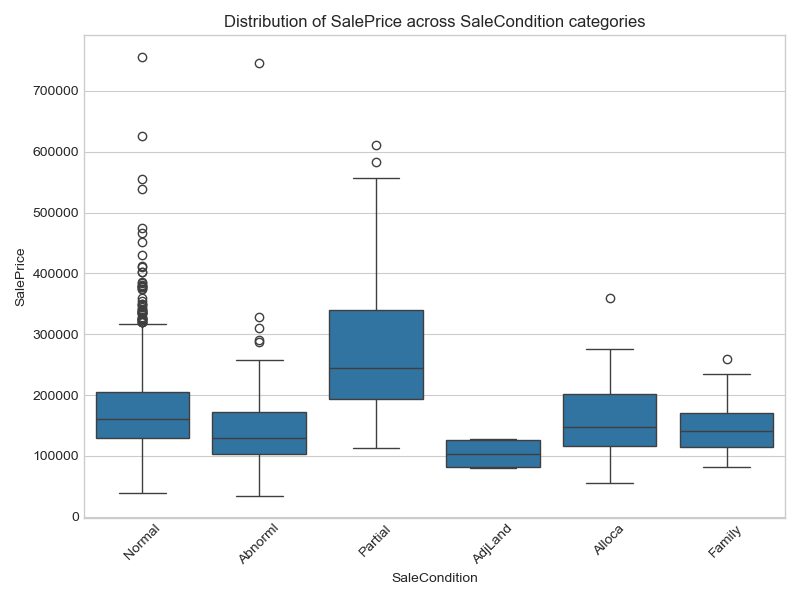 Distribution of SalePrice across SaleCondition categories
SalePrice
700000
600000
500000
400000
300000
200000
100000
0
Normal
Abnorml
Partial
AdjLand
Alloca
Family
SaleCondition